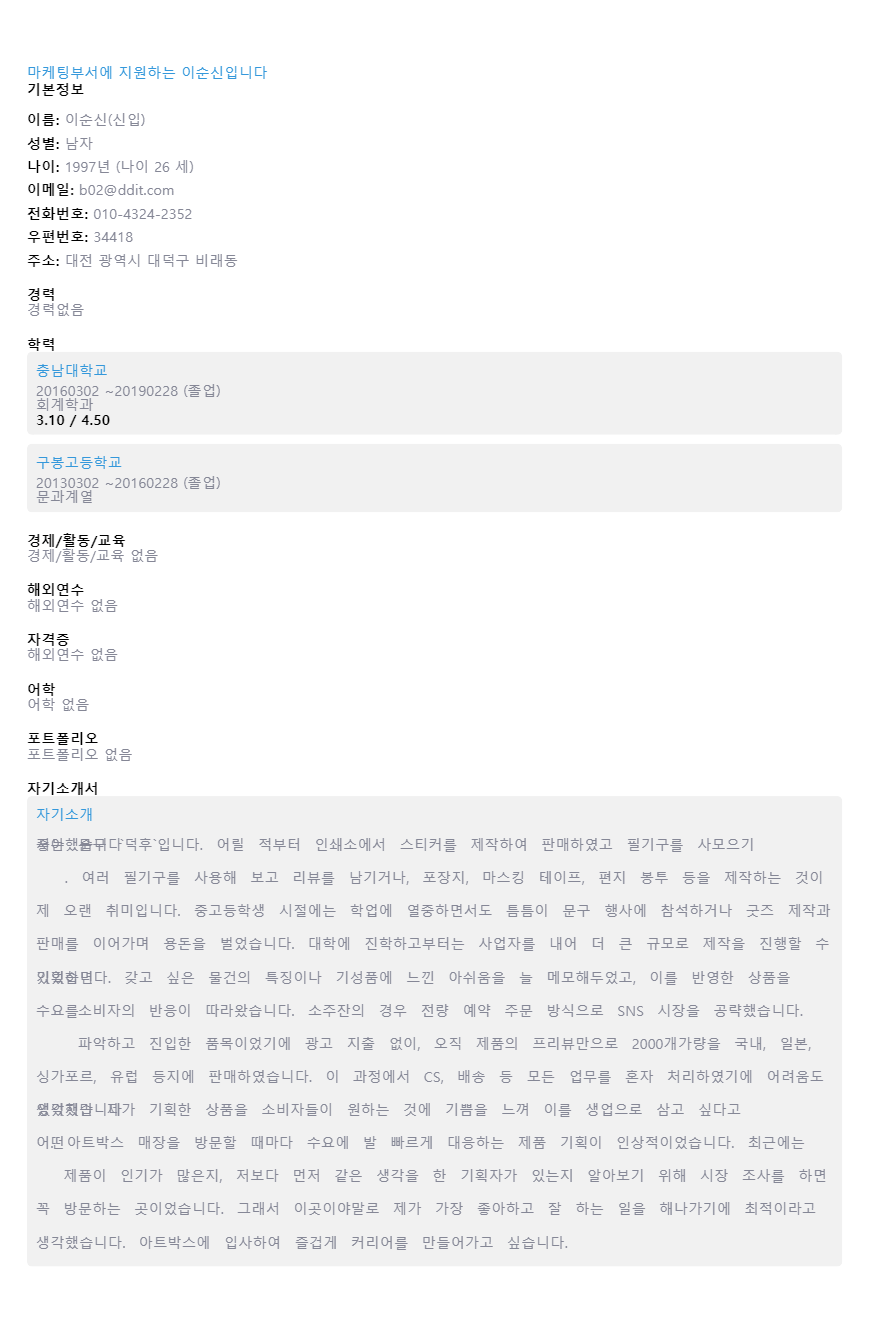 마케팅부서에 지원하는 이순신입니다
기본정보
이름: 이순신(신입)
성별: 남자
나이: 1997년 (나이 26 세)
이메일: b02@ddit.com
전화번호: 010-4324-2352
우편번호: 34418
주소: 대전 광역시 대덕구 비래동
경력
경력없음
학력
충남대학교
20160302 ~20190228 (졸업)
회계학과
3.10 / 4.50
구봉고등학교
20130302 ~20160228 (졸업)
문과계열
경제/활동/교육
경제/활동/교육 없음
해외연수
해외연수 없음
자격증
해외연수 없음
어학
어학 없음
포트폴리오
포트폴리오 없음
자기소개서
자기소개
덕후`입니다. 어릴 적부터 인쇄소에서 스티커를 제작하여 판매하였고 필기구를 사모으기
. 여러 필기구를 사용해 보고 리뷰를 남기거나, 포장지, 마스킹 테이프, 편지 봉투 등을 제작하는 것이
제 오랜 취미입니다. 중고등학생 시절에는 학업에 열중하면서도 틈틈이 문구 행사에 참석하거나 굿즈 제작과
판매를 이어가며 용돈을 벌었습니다. 대학에 진학하고부터는 사업자를 내어 더 큰 규모로 제작을 진행할 수
갖고 싶은 물건의 특징이나 기성품에 느낀 아쉬움을 늘 메모해두었고, 이를 반영한 상품을
수요를 소비자의 반응이 따라왔습니다. 소주잔의 경우 전량 예약 주문 방식으로 SNS 시장을 공략했습니다.
파악하고 진입한 품목이었기에 광고 지출 없이, 오직 제품의 프리뷰만으로 2000개가량을 국내, 일본,
싱가포르, 유럽 등지에 판매하였습니다. 이 과정에서 CS, 배송 등 모든 업무를 혼자 처리하였기에 어려움도
기획한 상품을 소비자들이 원하는 것에 기쁨을 느껴 이를 생업으로 삼고 싶다고
어떤 아트박스 매장을 방문할 때마다 수요에 발 빠르게 대응하는 제품 기획이 인상적이었습니다. 최근에는
제품이 인기가 많은지, 저보다 먼저 같은 생각을 한 기획자가 있는지 알아보기 위해 시장 조사를 하면
꼭 방문하는 곳이었습니다. 그래서 이곳이야말로 제가 가장 좋아하고 잘 하는 일을 해나가기에 최적이라고
생각했습니다. 아트박스에 입사하여 즐겁게 커리어를 만들어가고 싶습니다.